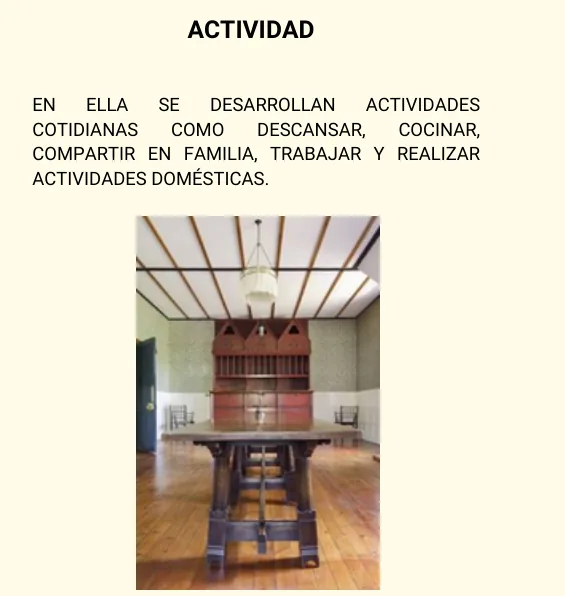 ACTIVIDAD
EN ELLA SE DESARROLLAN ACTIVIDADES
COTIDIANAS COMO DESCANSAR, COCINAR,
COMPARTIR EN FAMILIA, TRABAJAR Y REALIZAR
ACTIVIDADES DOMÉSTICAS.